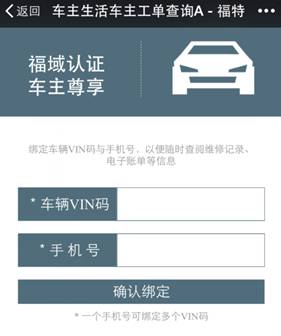 返回 车主生活车主工单查询A - 福特
福域认证
车主尊享
绑定车辆VIN码与手机号，以便随时查阅维修记录、
电子账单等信息
* 车辆VIN码
* 手 机 号
确认绑定
* 一个手机号可绑定多个VIN码